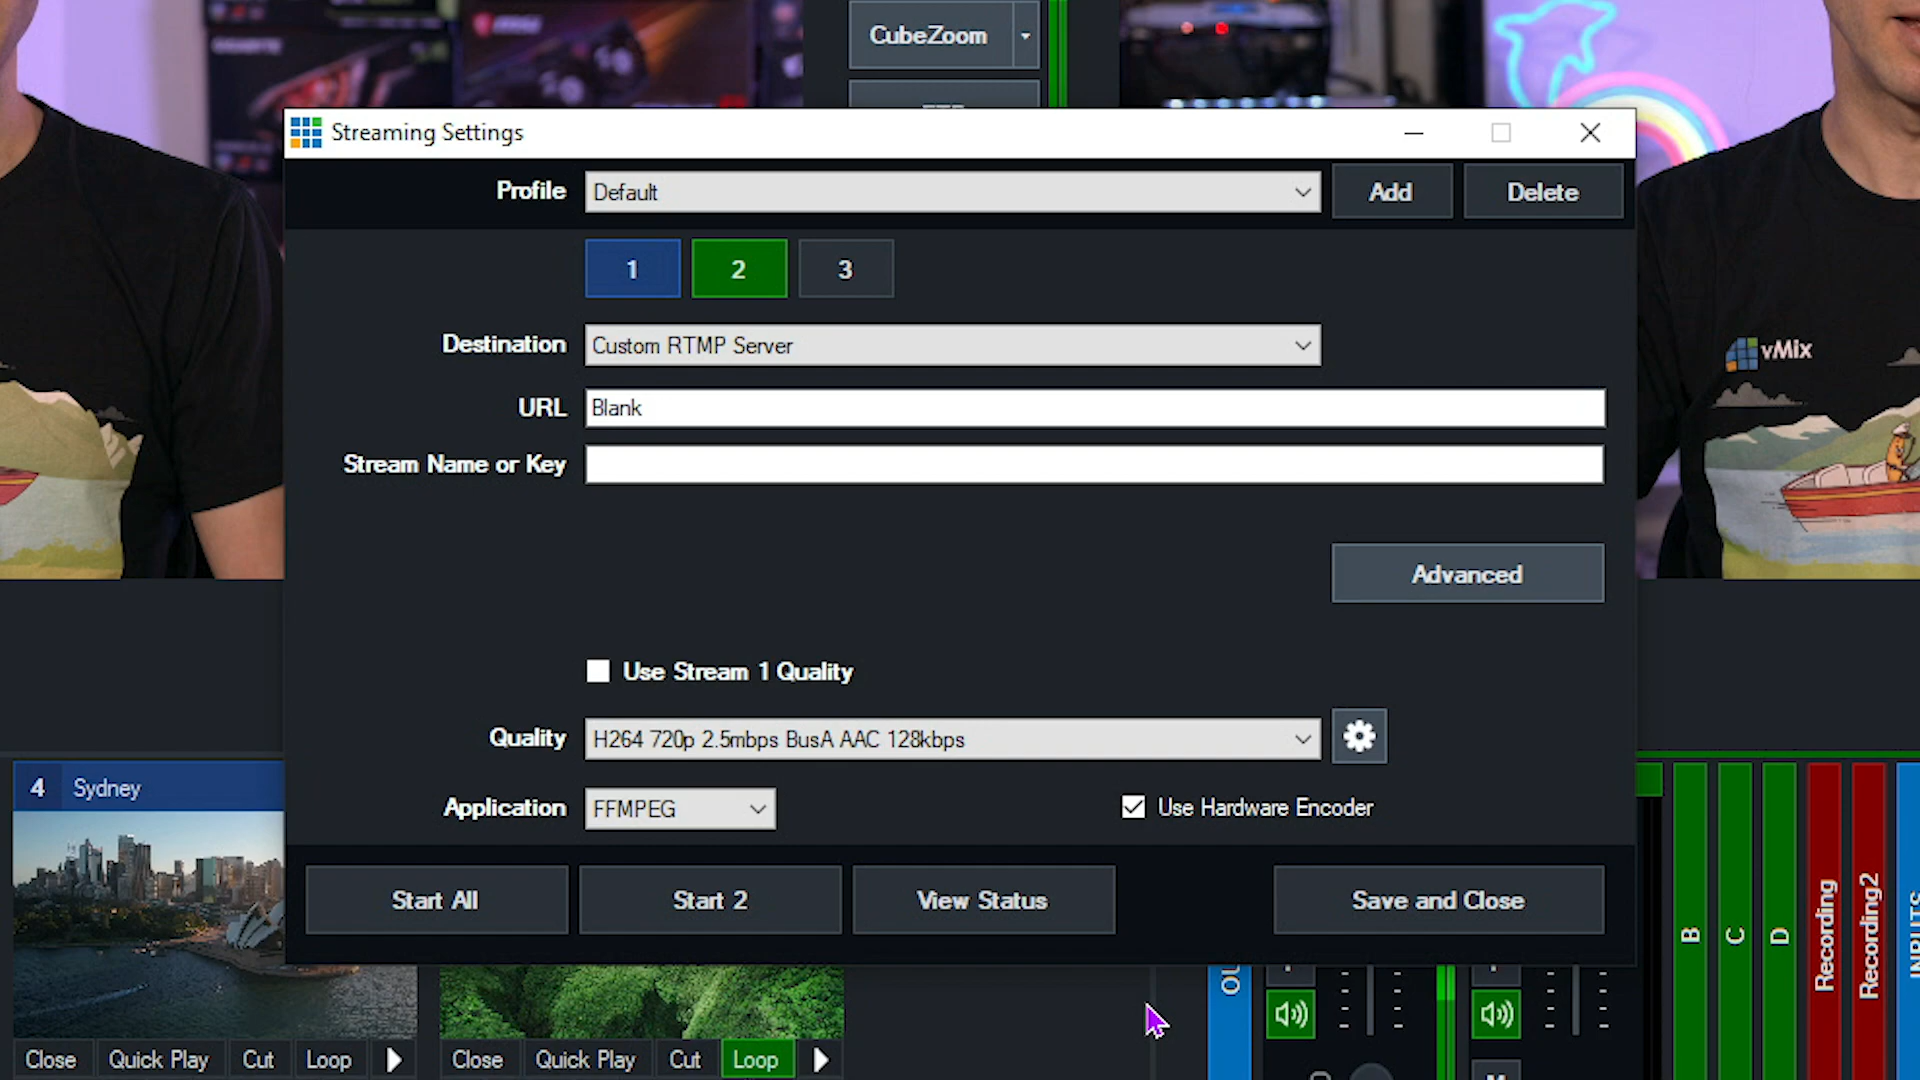 CubeZoom
Streaming Settings
Profile
Default
Add
Delete
1
2
3
Destination
Custom RTMP Server
URL
Blank
vMix
Stream Name or Key
Advanced
Use Stream 1 Quality
Quality
H264 720p 2.5mbps BusA AAC 128kbps
4 Sydney
Application
FFMPEG
Use Hardware Encoder
Start All
Start 2
View Status
Save and Close
B
C
D
Recording
Recording2
INPUTS
Close
Quick Play
Cut
Loop
Close
Quick Play
Cut
Loop